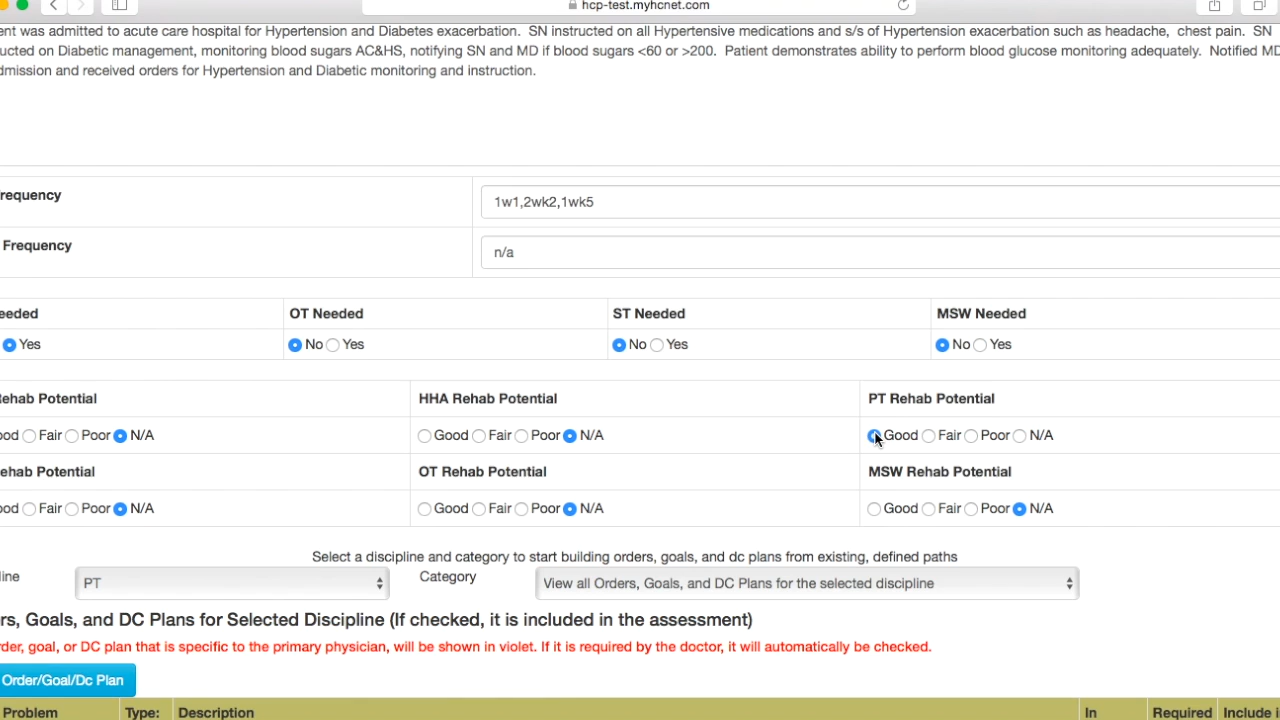 hcp-test.myhcnet.com
ent was admitted to acute care hospital for Hypertension and Diabetes exacerbation. SN instructed on all Hypertensive medications and s/s of Hypertension exacerbation such as headache, chest pain. SN
ucted on Diabetic management, monitoring blood sugars AC&HS, notifying SN and MD if blood sugars <60 or >200. Patient demonstrates ability to perform blood glucose monitoring adequately. Notified MD
dmission and received orders for Hypertension and Diabetic monitoring and instruction.
requency 1w1,2wk2,1wk5
Frequency n/a
eeded OT Needed ST Needed MSW Needed
Yes No Yes No Yes No Yes
ehab Potential HHA Rehab Potential PT Rehab Potential
ood Fair Poor N/A Good Fair Poor N/A Good Fair Poor N/A
ehab Potential OT Rehab Potential MSW Rehab Potential
ood Fair Poor N/A Good Fair Poor N/A Good Fair Poor N/A
Select a discipline and category to start building orders, goals, and dc plans from existing, defined paths
line PT Category View all Orders, Goals, and DC Plans for the selected discipline
rs, Goals, and DC Plans for Selected Discipline (If checked, it is included in the assessment)
rder, goal, or DC plan that is specific to the primary physician, will be shown in violet. If it is required by the doctor, it will automatically be checked.
Order/Goal/Dc Plan
Problem Type: Description In Required Include i